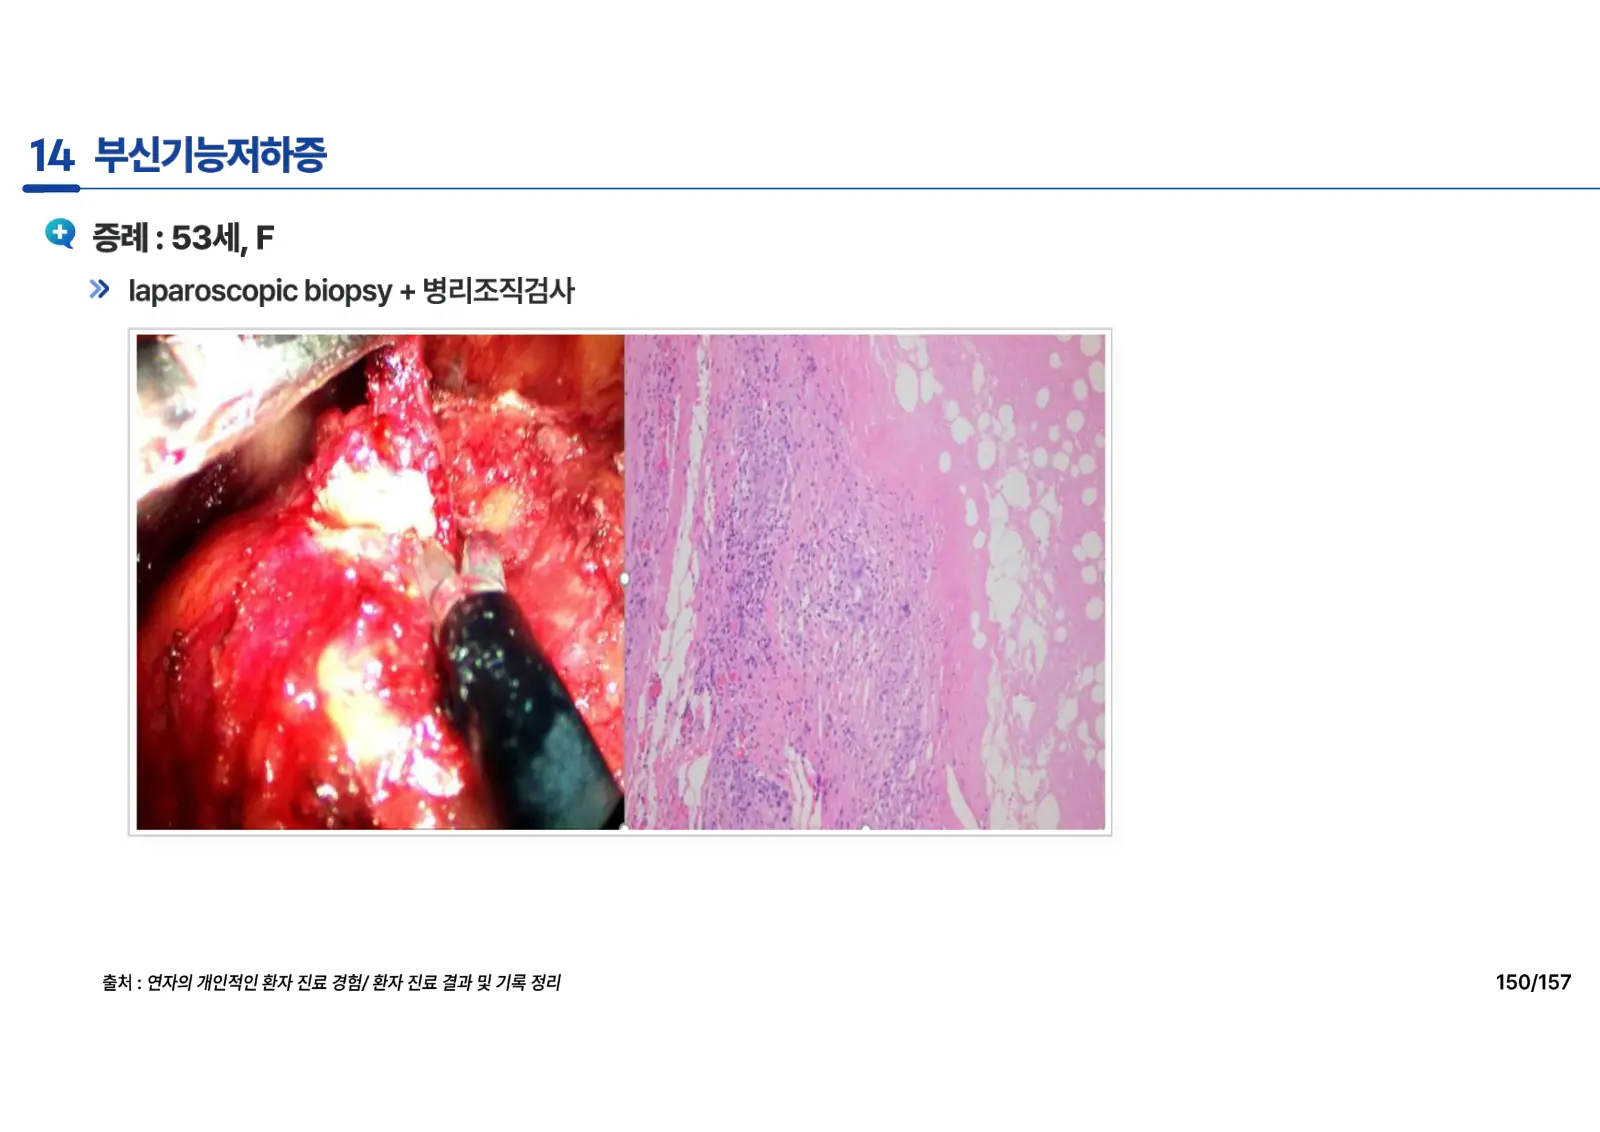 14 부신기능저하증
증례 : 53세, F
laparoscopic biopsy + 병리조직검사
출처 : 연자의 개인적인 환자 진료 경험/ 환자 진료 결과 및 기록 정리
150/157